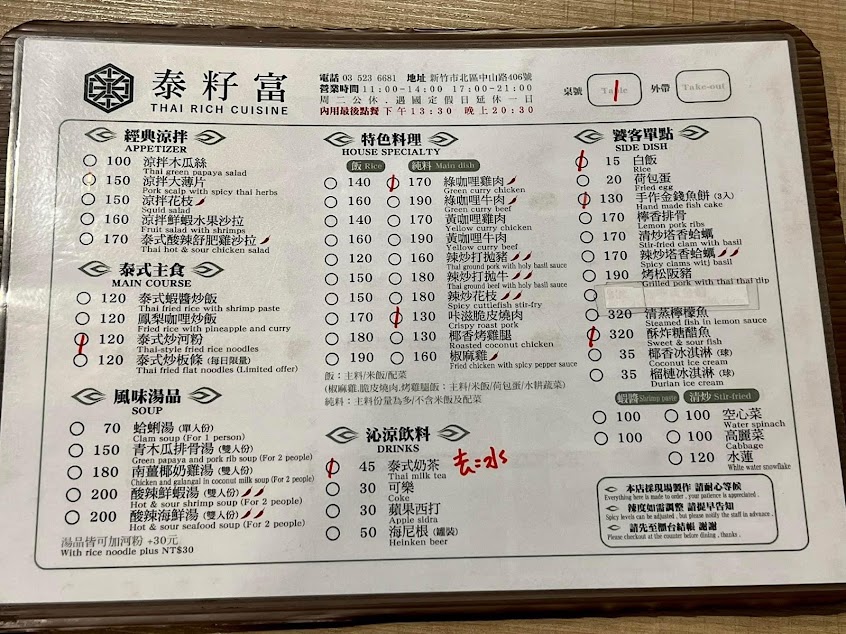 泰籽富
THAI RICH CUISINE
電話 03 523 6681 地址 新竹市北區中山路406號
營業時間 11:00-14:00 17:00-21:00
周二公休.遇國定假日延休一日
內用最後點餐 下午13:30 晚上20:30
桌號 Table 1 外帶 Take-out
經典涼拌
APPETIZER
100 涼拌木瓜絲
Thai green papaya salad
150 涼拌大薄片
Pork scalp with spicy thai herbs
150 涼拌花枝
Squid salad
160 涼拌鮮蝦水果沙拉
Fruit salad with shrimps
170 泰式酸辣舒肥雞沙拉
Thai hot & sour chicken salad
泰式主食
MAIN COURSE
120 泰式蝦醬炒飯
Thai fried rice with shrimp paste
120 鳳梨咖哩炒飯
Fried rice with pineapple and curry
120 泰式炒河粉
Thai-style fried rice noodles
120 泰式炒板條 (每日限量)
Thai fried flat noodles (Limited offer)
風味湯品
SOUP
70 蛤蜊湯 (單人份)
Clam soup (For 1 person)
150 青木瓜排骨湯 (雙人份)
Green papaya and pork rib soup (For 2 people)
180 南薑椰奶雞湯 (雙人份)
Chicken and galangal in coconut milk soup (For 2 people)
200 酸辣鮮蝦湯 (雙人份)
Hot & sour shrimp soup (For 2 people)
200 酸辣海鮮湯 (雙人份)
Hot & sour seafood soup (For 2 people)
湯品皆可加河粉 +30元
With rice noodle plus NT$30
特色料理
HOUSE SPECIALTY
飯 Rice 純料 Main dish
140 170 綠咖哩雞肉
Green curry chicken
160 190 綠咖哩牛肉
Green curry beef
140 170 黃咖哩雞肉
Yellow curry chicken
160 190 黃咖哩牛肉
Yellow curry beef
120 160 辣炒打拋豬
Thai ground pork with holy basil sauce
150 180 辣炒打拋牛
Thai ground beef with holy basil sauce
150 180 辣炒花枝
Spicy cuttlefish stir-fry
170 130 咔滋脆皮燒肉
Crispy roast pork
180 130 椰香烤雞腿
Roasted coconut chicken
190 160 椒麻雞
Fried chicken with spicy pepper sauce
飯:主料/米飯/配菜
(椒麻雞.脆皮燒肉.烤雞腿飯:主料/米飯/荷包蛋/水耕蔬菜)
純料:主料份量為多/不含米飯及配菜
沁涼飲料
DRINKS
45 泰式奶茶
Thai milk tea
去冰
30 可樂
Coke
30 蘋果西打
Apple sidra
50 海尼根 (罐裝)
Heinken beer
饕客單點
SIDE DISH
15 白飯
Rice
20 荷包蛋
Fried egg
130 手作金錢魚餅 (3入)
Hand made fish cake
170 檸香排骨
Lemon pork ribs
170 清炒塔香蛤蠣
Stir-fried clam with basil
170 辣炒塔香蛤蠣
Spicy clams witj basil
190 烤松阪豬
Grilled pork with thai thai dip
320 清蒸檸檬魚
Steamed fish in lemon sauce
320 酥炸糖醋魚
Sweet & sour fish
35 椰香冰淇淋 (球)
Coconut ice cream
35 榴槤冰淇淋 (球)
Durian ice cream
蝦醬 Shrimp paste 清炒 Stir-fried
100 100 空心菜
Water spinach
100 100 高麗菜
Cabbage
120 水蓮
White water snowflake
本店採現場製作 請耐心等候
Everything here is made to order , your patience is appreciated .
辣度如需調整 請提早告知
Spicy levels can be adjusted , but please notify the staff in advance .
請先至櫃台結帳 謝謝
Please checkout at the counter before dining , thanks .